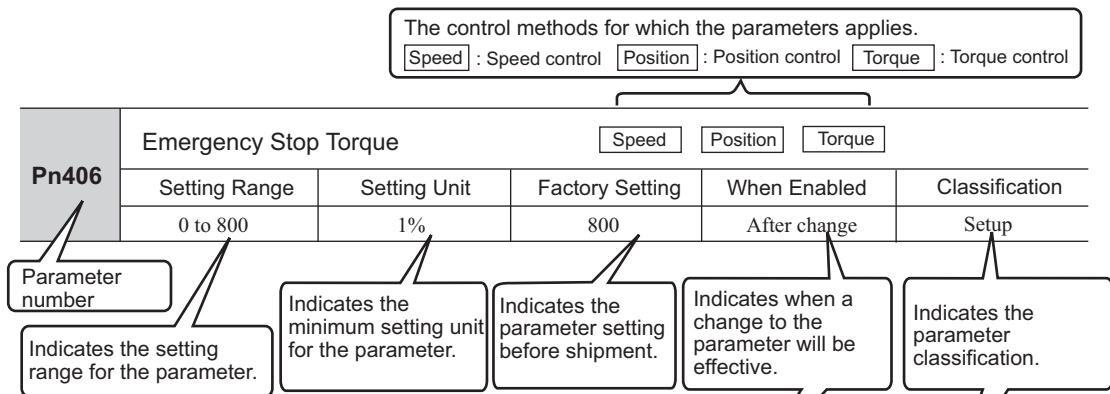 The control methods for which the parameters applies.
Speed : Speed control Position : Position control Torque : Torque control
Pn406
Emergency Stop Torque Speed Position Torque
Setting Range Setting Unit Factory Setting When Enabled Classification
0 to 800 1% 800 After change Setup
Parameter
number
Indicates the setting
range for the parameter.
Indicates the
minimum setting unit
for the parameter.
Indicates the
parameter setting
before shipment.
Indicates when a
change to the
parameter will be
effective.
Indicates the
parameter
classification.